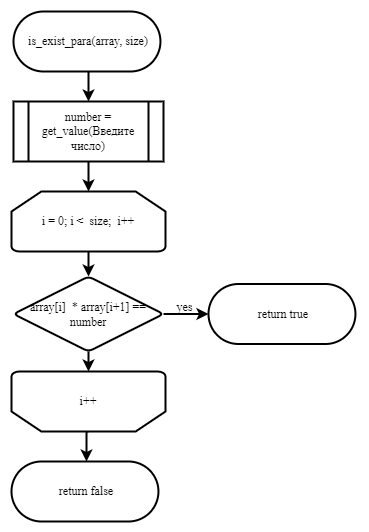 is_exist_para(array, size)
number =
get_value(Введите
число)
i = 0; i < size; i++
array[i] * array[i+1] ==
number
yes
return true
i++
return false